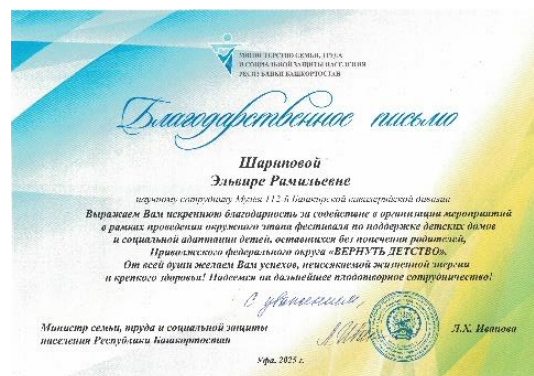 МИНИСТЕРСТВО СЕМЬИ, ТРУДА
И СОЦИАЛЬНОЙ ЗАЩИТЫ НАСЕЛЕНИЯ
РЕСПУБЛИКИ БАШКОРТОСТАН
Благодарственное письмо
Шариповой
Эльвире Рамильевне
научному сотруднику Музея 112-й Башкирской кавалерийской дивизии
Выражаем Вам искреннюю благодарность за содействие в организации мероприятий
в рамках проведения окружного этапа фестиваля по поддержке детских домов
и социальной адаптации детей, оставшихся без попечения родителей,
Приволжского федерального округа «ВЕРНУТЬ ДЕТСТВО».
От всей души желаем Вам успехов, неиссякаемой жизненной энергии
и крепкого здоровья! Надеемся на дальнейшее плодотворное сотрудничество!
С уважением,
Министр семьи, труда и социальной защиты
населения Республики Башкортостан
Л.Х. Иванова
Уфа, 2025 г.